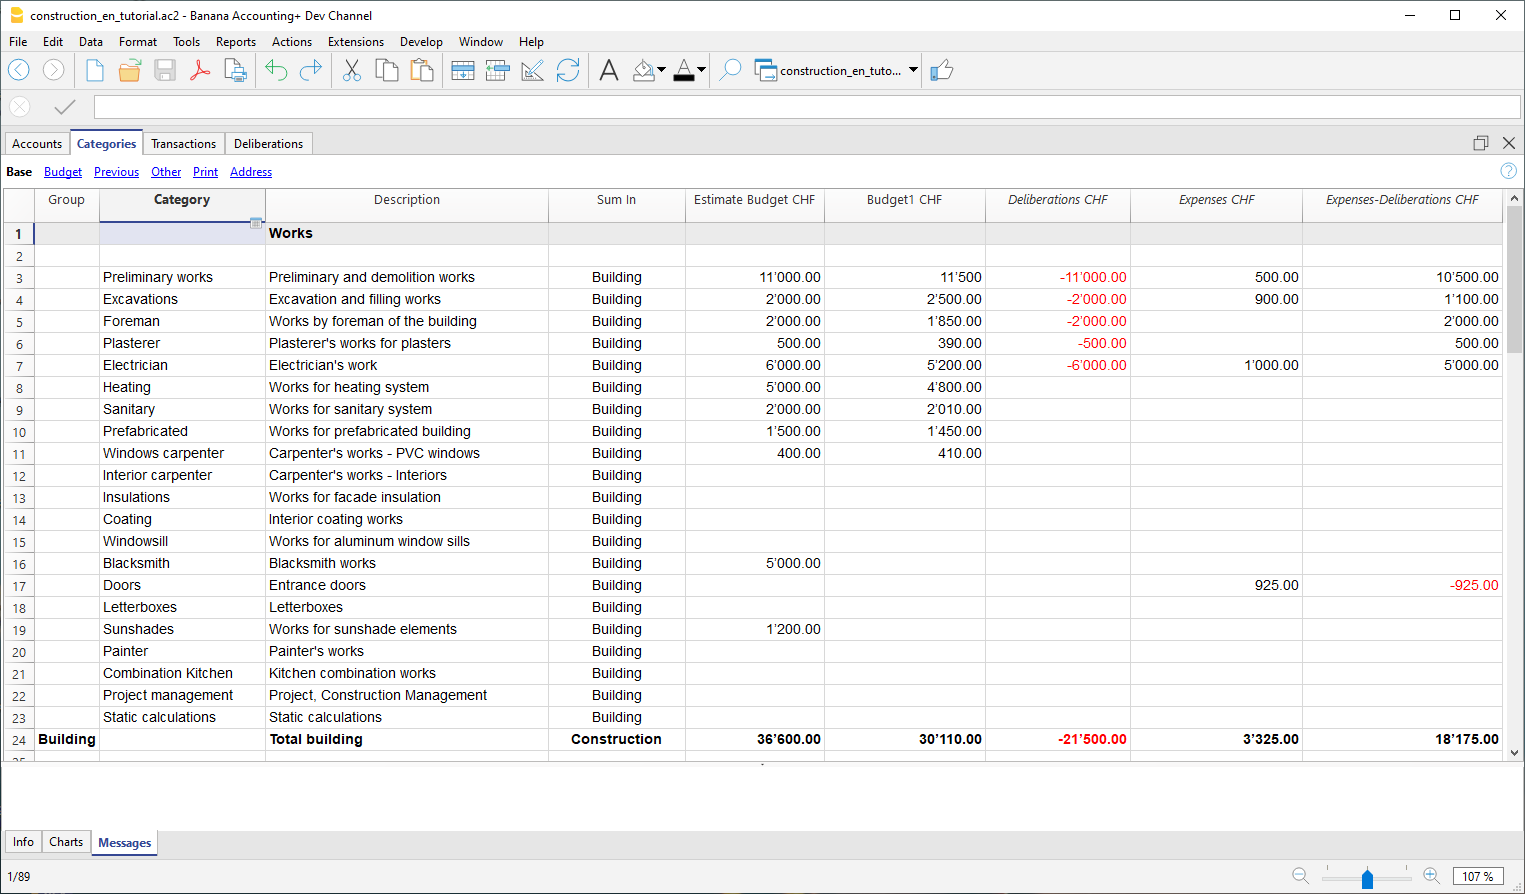 construction_en_tutorial.ac2 - Banana Accounting+ Dev Channel
File Edit Data Format Tools Reports Actions Extensions Develop Window Help
construction_en_tuto...
Accounts Categories Transactions Deliberations
Base Budget Previous Other Print Address
Group Category Description Sum In Estimate Budget CHF Budget1 CHF Deliberations CHF Expenses CHF Expenses-Deliberations CHF
1 Works
2
3 Preliminary works Preliminary and demolition works Building 11'000.00 11'500 -11'000.00 500.00 10'500.00
4 Excavations Excavation and filling works Building 2'000.00 2'500.00 -2'000.00 900.00 1'100.00
5 Foreman Works by foreman of the building Building 2'000.00 1'850.00 -2'000.00 2'000.00
6 Plasterer Plasterer's works for plasters Building 500.00 390.00 -500.00 500.00
7 Electrician Electrician's work Building 6'000.00 5'200.00 -6'000.00 1'000.00 5'000.00
8 Heating Works for heating system Building 5'000.00 4'800.00
9 Sanitary Works for sanitary system Building 2'000.00 2'010.00
10 Prefabricated Works for prefabricated building Building 1'500.00 1'450.00
11 Windows carpenter Carpenter's works - PVC windows Building 400.00 410.00
12 Interior carpenter Carpenter's works - Interiors Building
13 Insulations Works for facade insulation Building
14 Coating Interior coating works Building
15 Windowsill Works for aluminum window sills Building
16 Blacksmith Blacksmith works Building 5'000.00
17 Doors Entrance doors Building 925.00 -925.00
18 Letterboxes Letterboxes Building
19 Sunshades Works for sunshade elements Building 1'200.00
20 Painter Painter's works Building
21 Combination Kitchen Kitchen combination works Building
22 Project management Project, Construction Management Building
23 Static calculations Static calculations Building
24 Building Total building Construction 36'600.00 30'110.00 -21'500.00 3'325.00 18'175.00
25
Info Charts Messages
1/89 107 %